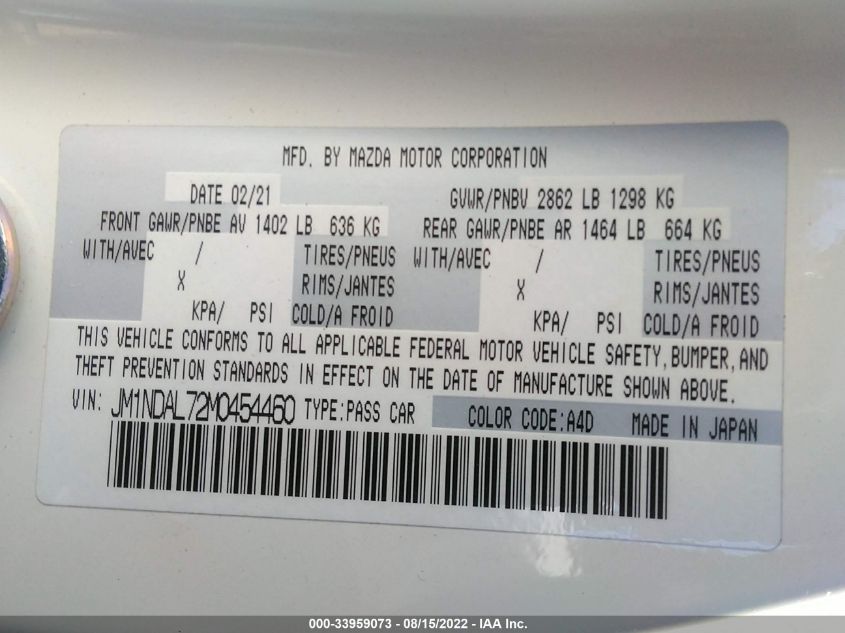 MFD. BY MAZDA MOTOR CORPORATION
DATE 02/21 GVWR/PNBV 2862 LB 1298 KG
FRONT GAWR/PNBE AV 1402 LB 636 KG REAR GAWR/PNBE AR 1464 LB 664 KG
WITH/AVEC / TIRES/PNEUS WITH/AVEC / TIRES/PNEUS
X RIMS/JANTES X RIMS/JANTES
KPA/ PSI COLD/A FROID KPA/ PSI COLD/A FROID
THIS VEHICLE CONFORMS TO ALL APPLICABLE FEDERAL MOTOR VEHICLE SAFETY, BUMPER, AND
THEFT PREVENTION STANDARDS IN EFFECT ON THE DATE OF MANUFACTURE SHOWN ABOVE.
VIN: JM1NDAL72M0454460 TYPE:PASS CAR COLOR CODE:A4D MADE IN JAPAN
000-33959073 - 08/15/2022 - IAA Inc.